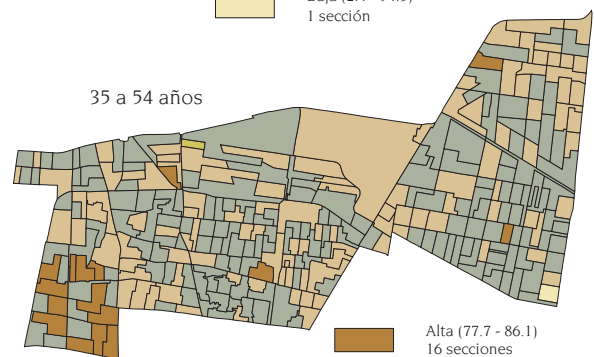 1 sección
35 a 54 años
Alta (77.7 - 86.1)
16 secciones